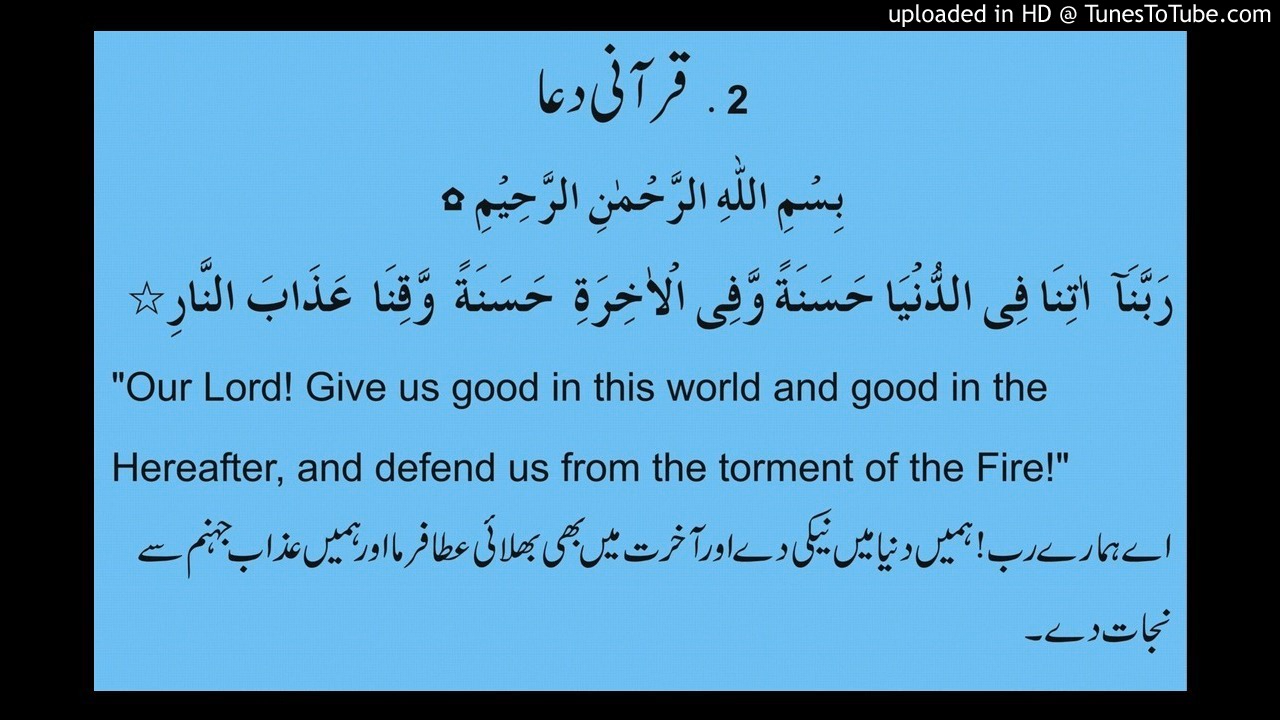 uploaded in HD @ TunesToTube.com
2 . قرآنی دعا
بِسْمِ اللّٰهِ الرَّحْمٰنِ الرَّحِيْمِ ۝
رَبَّنَآ اٰتِنَا فِى الدُّنْيَا حَسَنَةً وَّفِى الْاٰخِرَةِ حَسَنَةً وَّقِنَا عَذَابَ النَّارِ☆
"Our Lord! Give us good in this world and good in the
Hereafter, and defend us from the torment of the Fire!"
اے ہمارے رب! ہمیں دنیا میں نیکی دے اور آخرت میں بھی بھلائی عطا فرما اور ہمیں عذاب جہنم سے
نجات دے۔